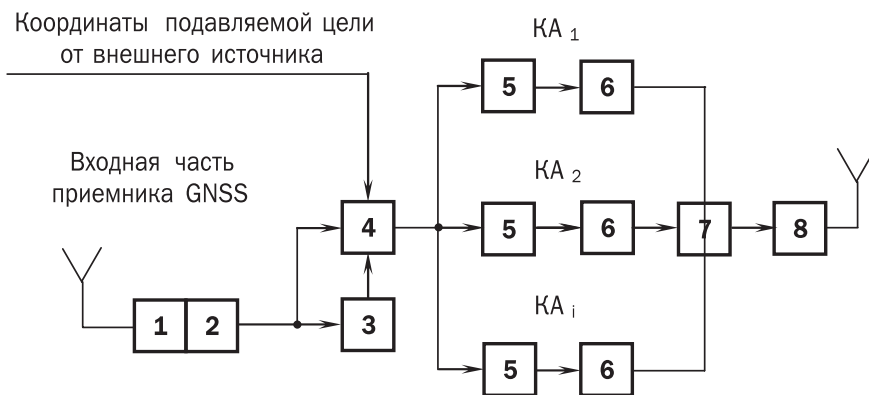 Координаты подавляемой цели
от внешнего источника
КА 1
5
6
Входная часть
приемника GNSS
КА 2
4
5
6
7
8
КА i
1
2
3
5
6